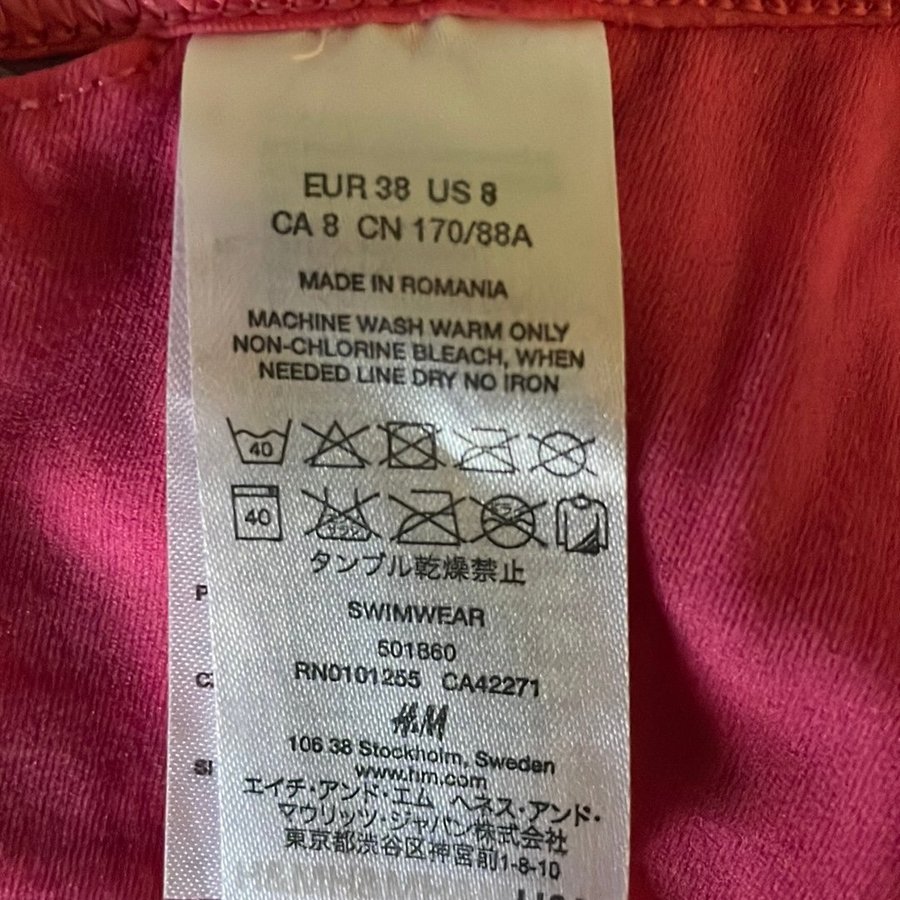 EUR 38 US 8
CA 8 CN 170/88A
MADE IN ROMANIA
MACHINE WASH WARM ONLY
NON-CHLORINE BLEACH, WHEN
NEEDED LINE DRY NO IRON
40
40
タンブル乾燥禁止
SWIMWEAR
501860
RN0101255 CA42271
H&M
106 38 Stockholm, Sweden
www.hm.com
エイチ・アンド・エム ヘネス・アンド・
マウリッツ・ジャパン株式会社
東京都渋谷区神宮前1-8-10